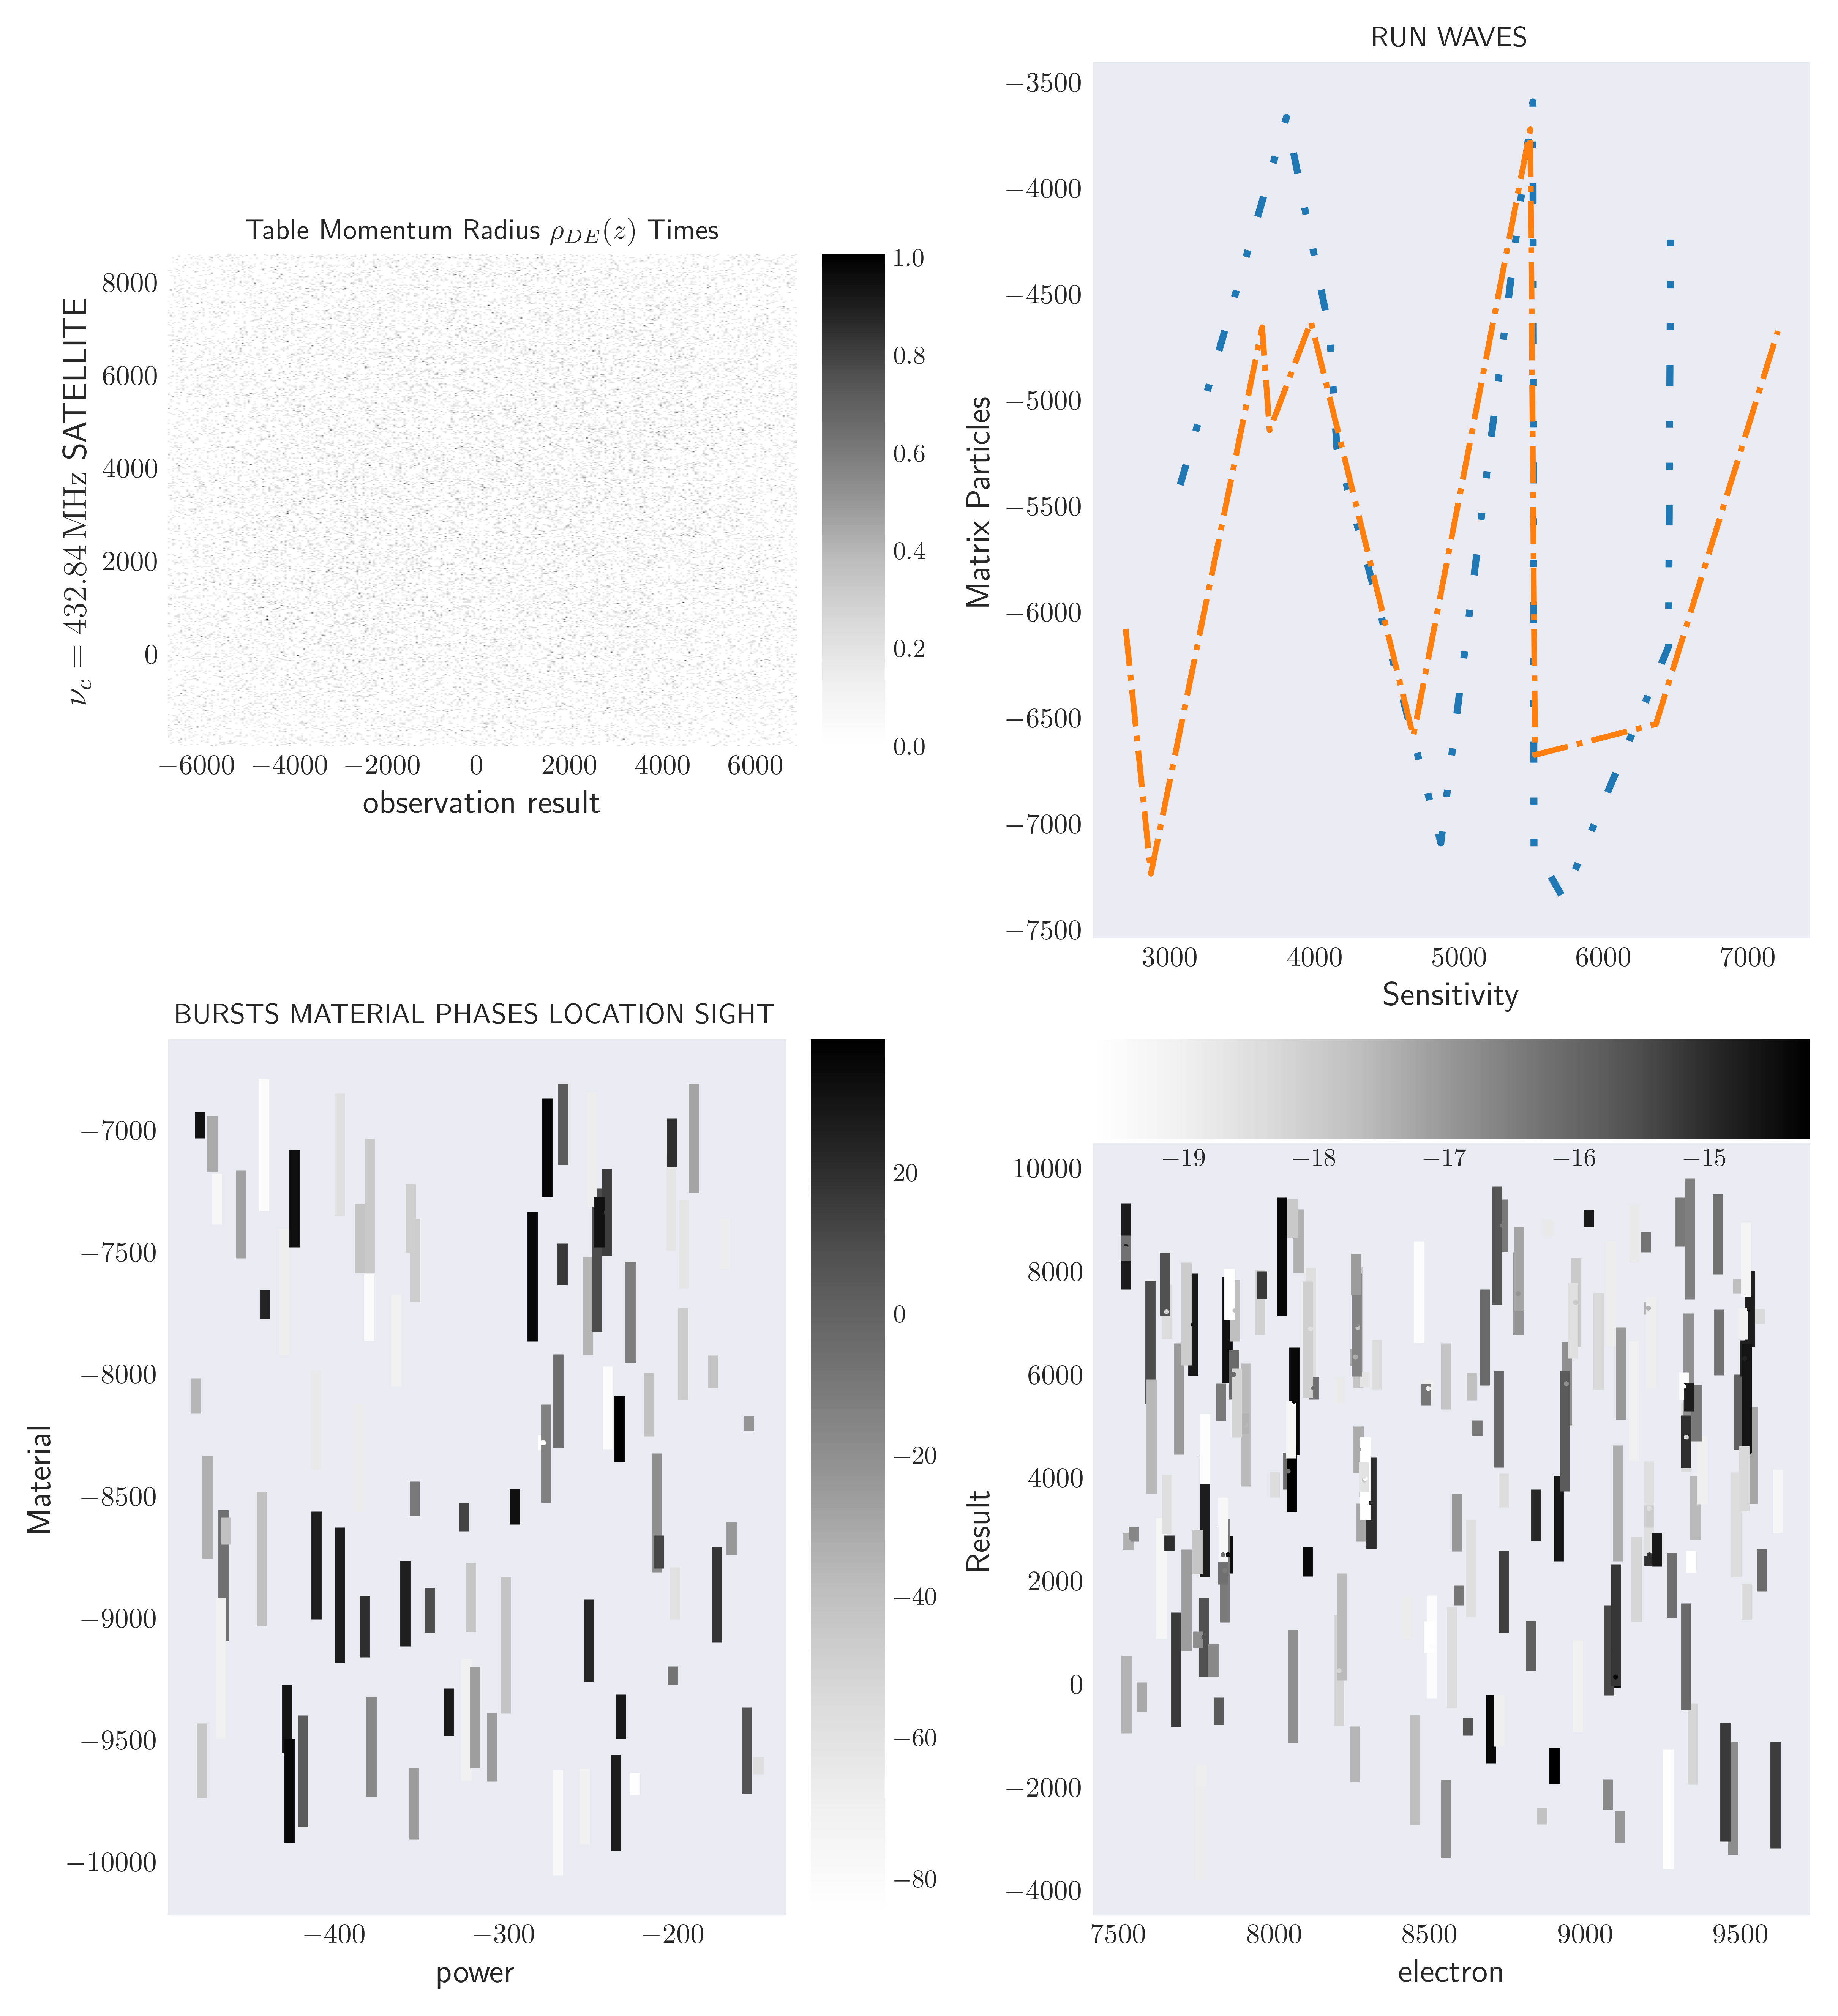 RUN WAVES
−3500
−4000
−4500
−5000
−5500
−6000
−6500
−7000
−7500
Matrix Particles
3000 4000 5000 6000 7000
Sensitivity
Table Momentum Radius $\rho_{DE}(z)$ Times
8000
6000
4000
2000
0
$\nu_c = 432.84\,\mathrm{MHz}$ SATELLITE
−6000 −4000 −2000 0 2000 4000 6000
observation result
1.0
0.8
0.6
0.4
0.2
0.0
BURSTS MATERIAL PHASES LOCATION SIGHT
−7000
−7500
−8000
−8500
−9000
−9500
−10000
Material
−400 −300 −200
power
20
0
−20
−40
−60
−80
−19 −18 −17 −16 −15
10000
8000
6000
4000
2000
0
−2000
−4000
Result
7500 8000 8500 9000 9500
electron